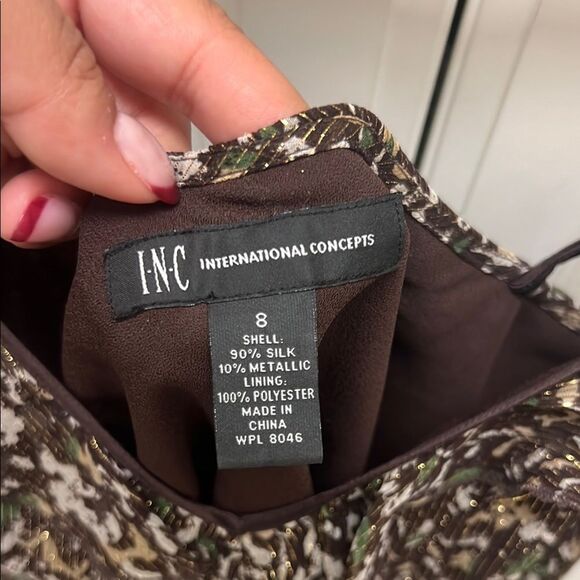 I·N·C INTERNATIONAL CONCEPTS
8
SHELL:
90% SILK
10% METALLIC
LINING:
100% POLYESTER
MADE IN
CHINA
WPL 8046